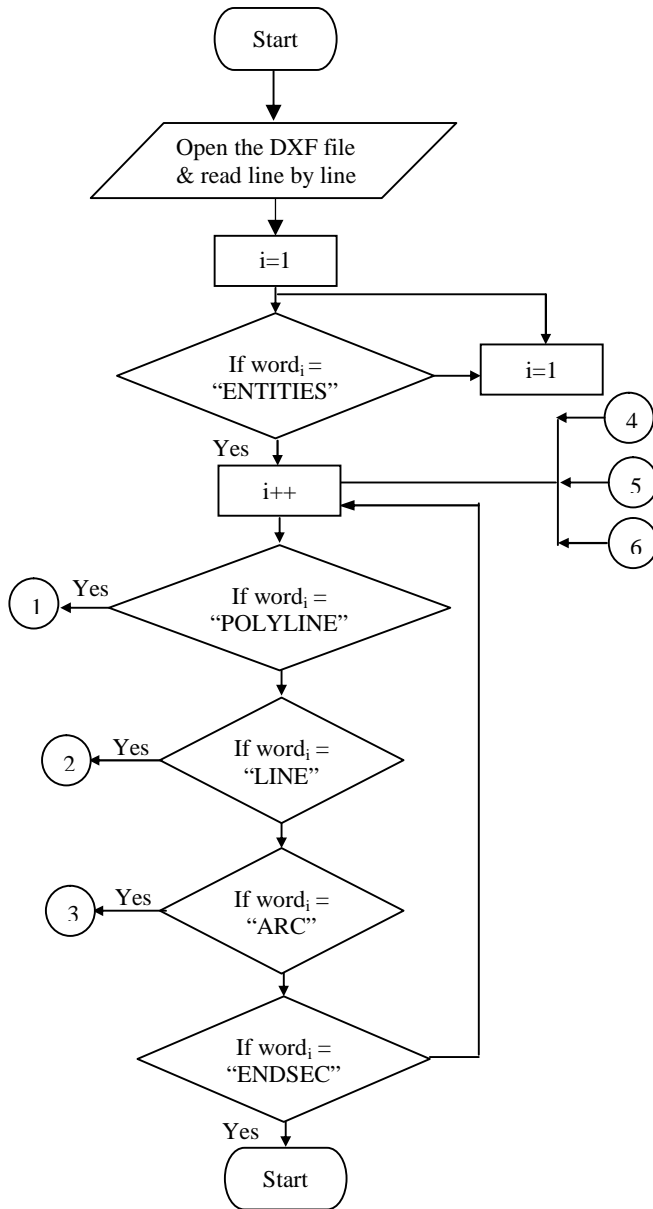 Start
Open the DXF file
& read line by line
i=1
If wordᵢ =
“ENTITIES”
i=1
4
Yes
i++
5
6
Yes
1
If wordᵢ =
“POLYLINE”
Yes
2
If wordᵢ =
“LINE”
Yes
3
If wordᵢ =
“ARC”
If wordᵢ =
“ENDSEC”
Yes
Start